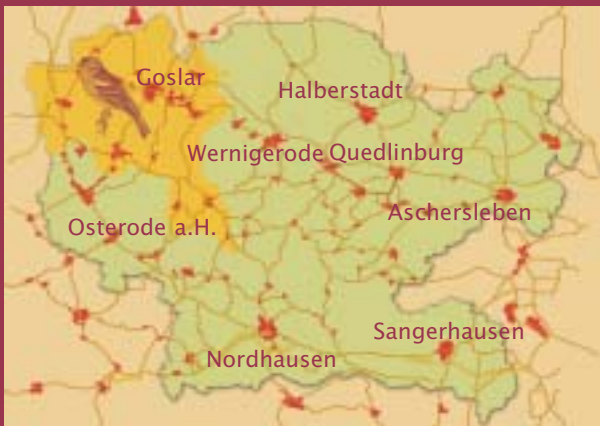 Goslar
Halberstadt
Wernigerode Quedlinburg
Aschersleben
Osterode a.H.
Sangerhausen
Nordhausen